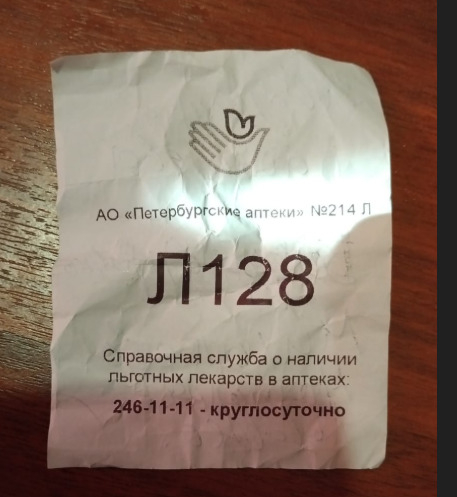 АО «Петербургские аптеки» №214 Л
Л128
Справочная служба о наличии
льготных лекарств в аптеках:
246-11-11 - круглосуточно